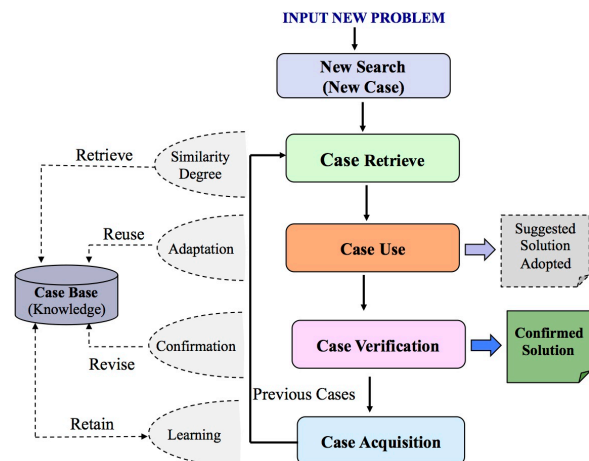 INPUT NEW PROBLEM
New Search
(New Case)
Retrieve
Similarity
Degree
Case Retrieve
Reuse
Adaptation
Case Use
Suggested
Solution
Adopted
Case Base
(Knowledge)
Confirmation
Revise
Case Verification
Confirmed
Solution
Previous Cases
Retain
Learning
Case Acquisition